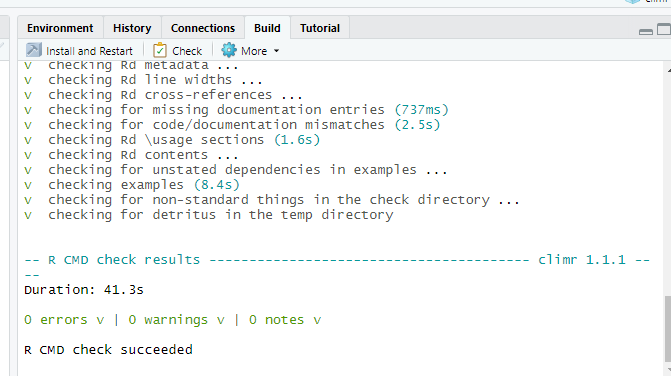 climr
Environment History Connections Build Tutorial
Install and Restart Check More
v checking Rd metadata ...
v checking Rd line widths ...
v checking Rd cross-references ...
v checking for missing documentation entries (737ms)
v checking for code/documentation mismatches (2.5s)
v checking Rd \usage sections (1.6s)
v checking Rd contents ...
v checking for unstated dependencies in examples ...
v checking examples (8.4s)
v checking for non-standard things in the check directory ...
v checking for detritus in the temp directory
-- R CMD check results ---------------------------------------- climr 1.1.1 --
--
Duration: 41.3s
0 errors v | 0 warnings v | 0 notes v
R CMD check succeeded